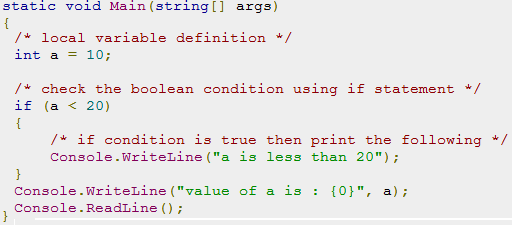 static void Main(string[] args)
{
/* local variable definition */
int a = 10;
/* check the boolean condition using if statement */
if (a < 20)
{
/* if condition is true then print the following */
Console.WriteLine("a is less than 20");
}
Console.WriteLine("value of a is : {0}", a);
Console.ReadLine();
}